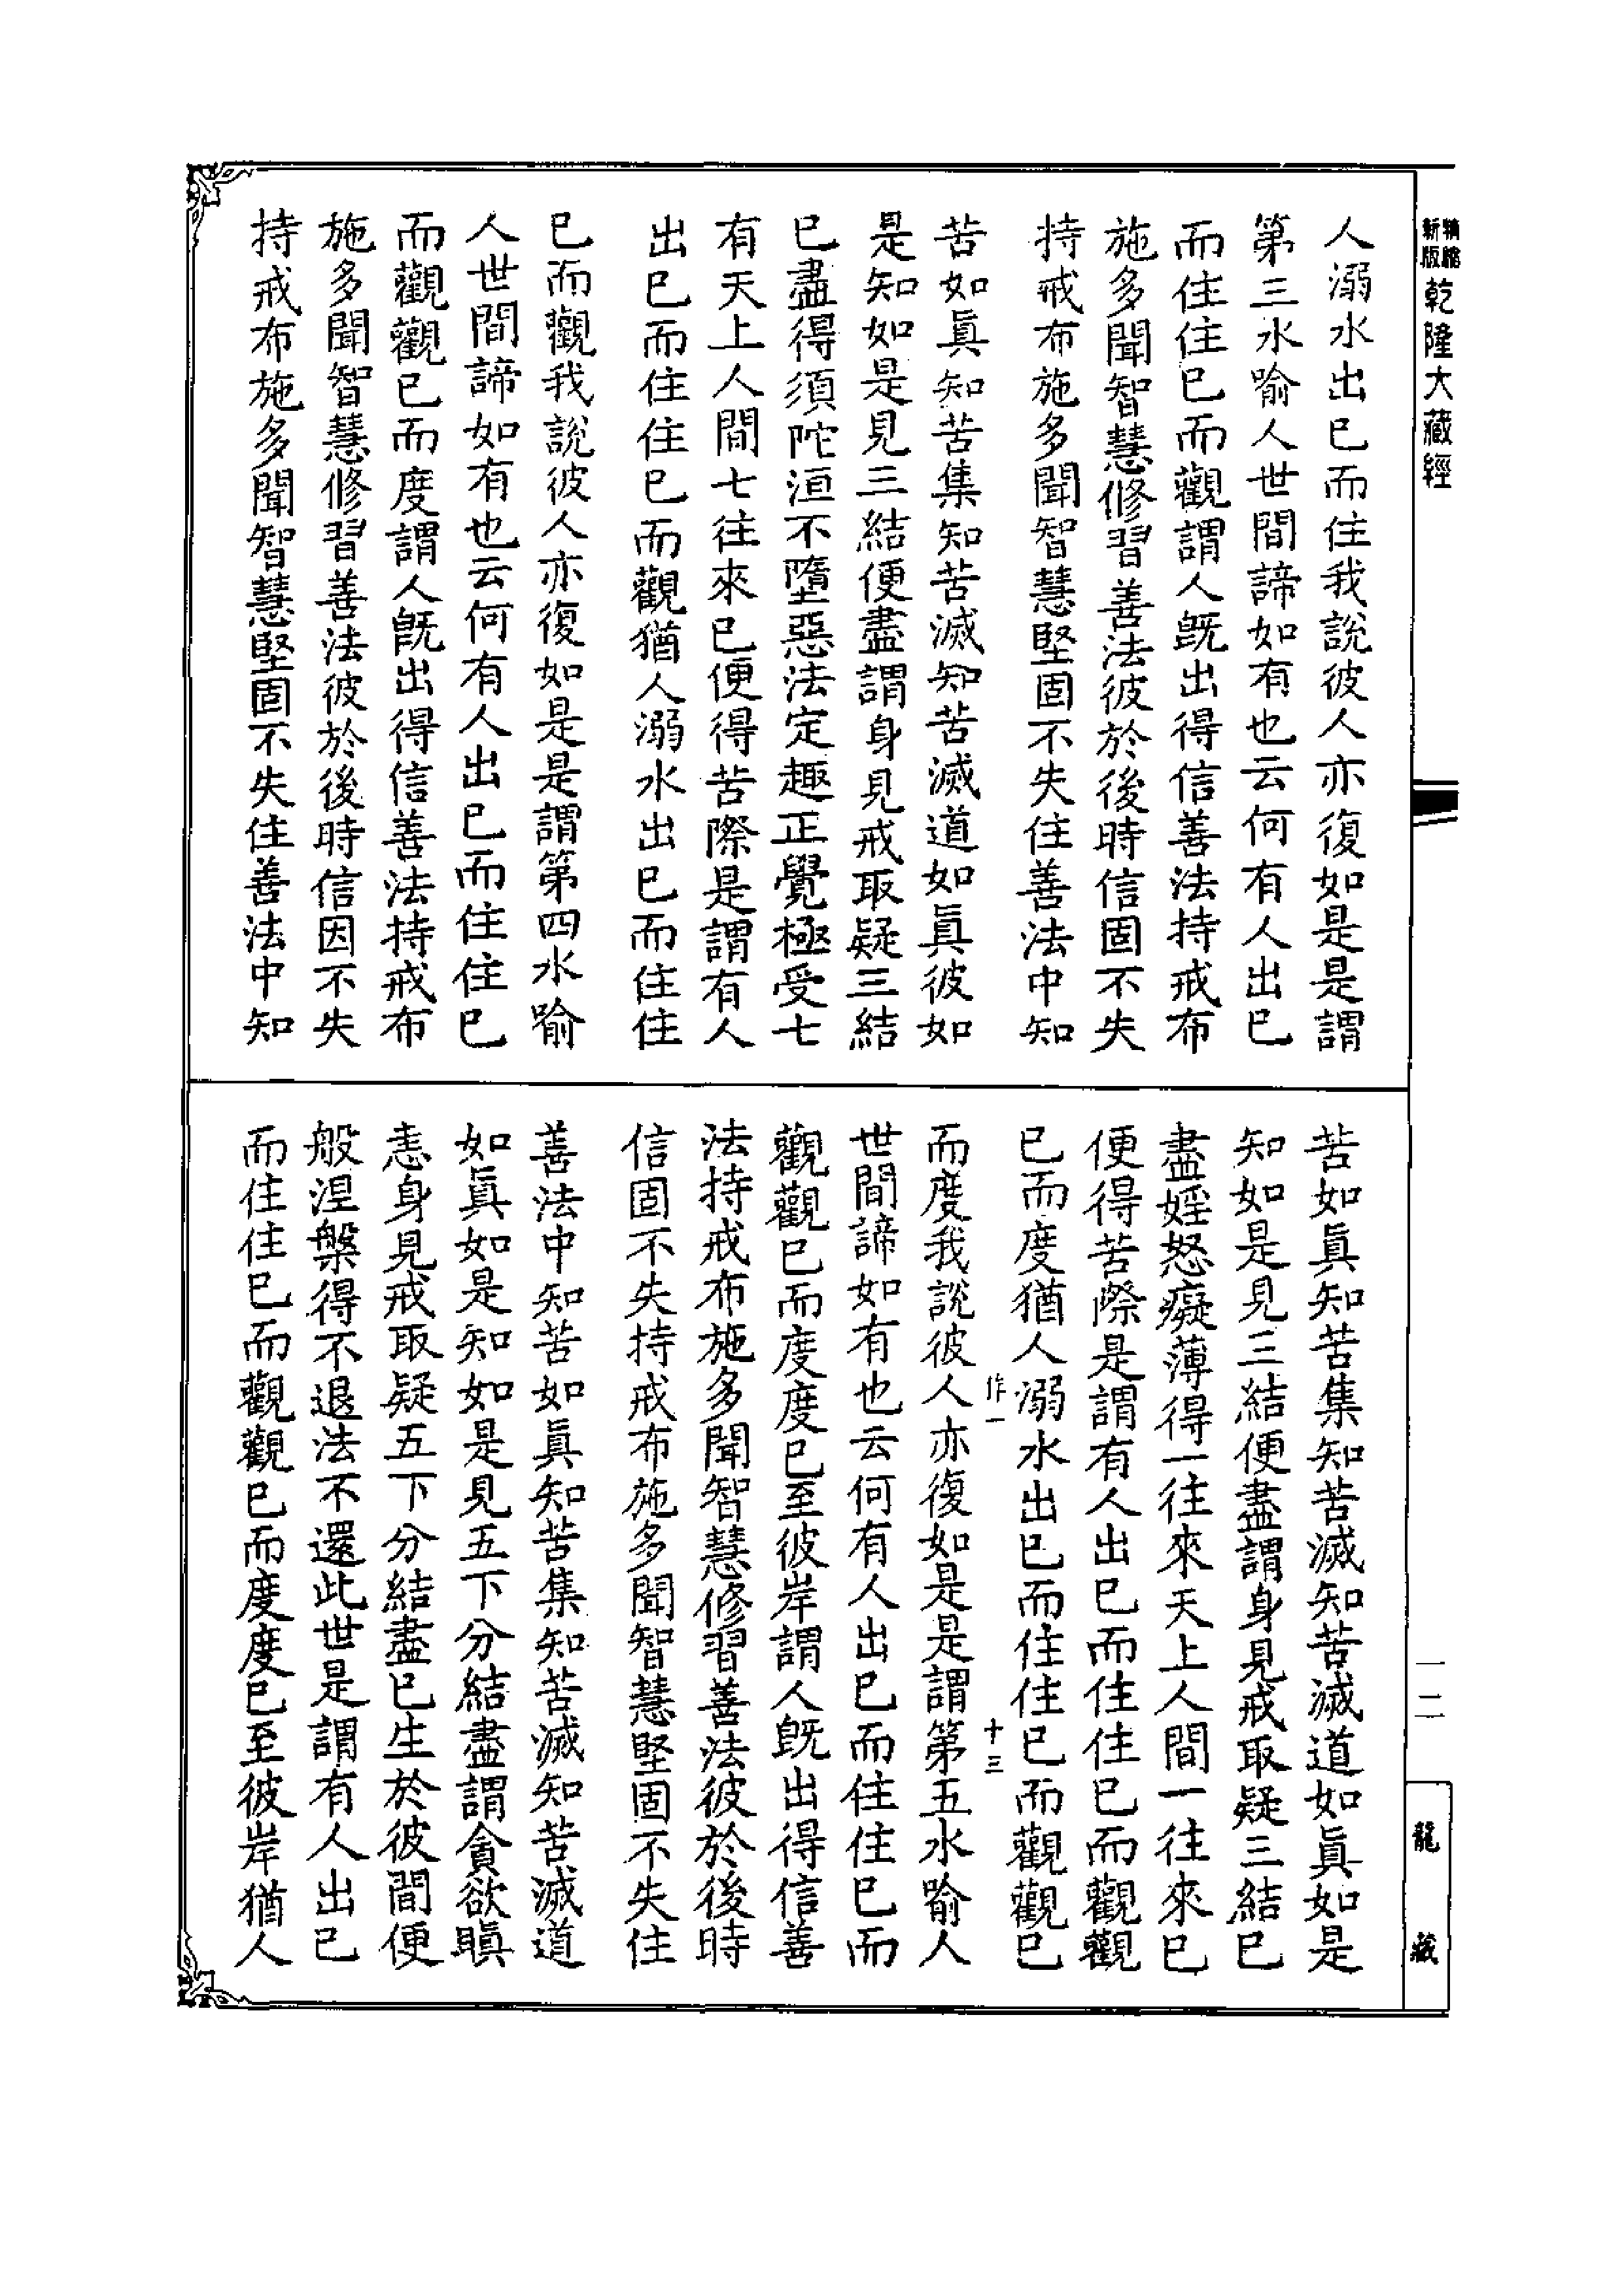 精縮
新版
乾隆大藏經
人溺水出已而住我說彼人亦復如是是謂
第三水喻人世間諦如有也云何有人出已
而住住已而觀謂人旣出得信善法持戒布
施多聞智慧修習善法彼於後時信固不失
持戒布施多聞智慧堅固不失住善法中知
苦如眞知苦集知苦滅知苦滅道如眞彼如
是知如是見三結便盡謂身見戒取疑三結
已盡得須陀洹不墮惡法定趣正覺極受七
有天上人間七往來已便得苦際是謂有人
出已而住住已而觀猶人溺水出已而住住
已而觀我說彼人亦復如是是謂第四水喻
人世間諦如有也云何有人出已而住住已
而觀觀已而度謂人旣出得信善法持戒布
施多聞智慧修習善法彼於後時信因不失
持戒布施多聞智慧堅固不失住善法中知
苦如眞知苦集知苦滅知苦滅道如眞如是
知如是見三結便盡謂身見戒取疑三結已
盡婬怒癡薄得一往來天上人間一往來已
便得苦際是謂有人出已而住住已而觀觀
已而度猶人溺水出已而住住已而觀觀已
作一 十三
而度我說彼人亦復如是是謂第五水喻人
世間諦如有也云何有人出已而住住已而
觀觀已而度度已至彼岸謂人旣出得信善
法持戒布施多聞智慧修習善法彼於後時
信固不失持戒布施多聞智慧堅固不失住
善法中知苦如眞知苦集知苦滅知苦滅道
如眞如是知如是見五下分結盡謂貪欲瞋
恚身見戒取疑五下分結盡已生於彼間便
般涅槃得不退法不還此世是謂有人出已
而住住已而觀觀已而度度已至彼岸猶人
一二
龍藏